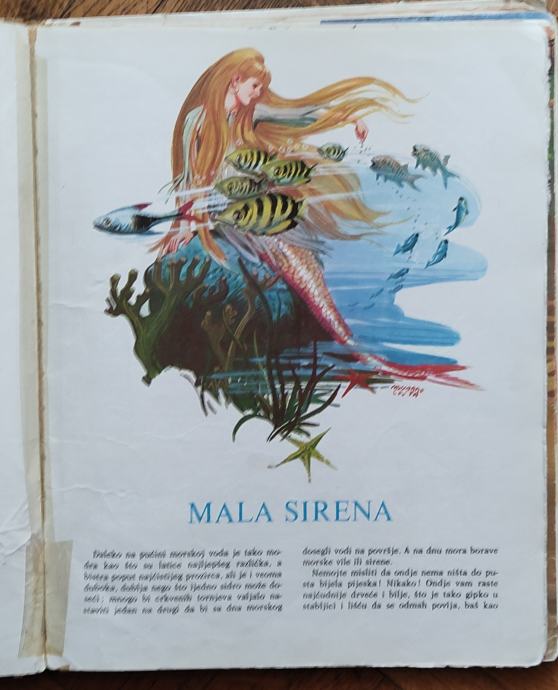 MALA SIRENA
Daleko na pučini morskoj voda je tako mo-
dra kao što su latice najljepšeg različka, a
bistra poput najčistijeg prozirca, ali je i veoma
duboka, dublja nego što ijedno sidro može do-
seći; mnogo bi crkvenih tornjeva valjalo na-
staviti jedan na drugi da bi sa dna morskog
dosegli vodi na površje. A na dnu mora borave
morske vile ili sirene.
Nemojte misliti da ondje nema ništa do pu-
sta bijela pijeska! Nikako! Ondje vam raste
najčudnije drveće i bilje, što je tako gipko u
stabljici i lišću da se odmah povija, baš kao